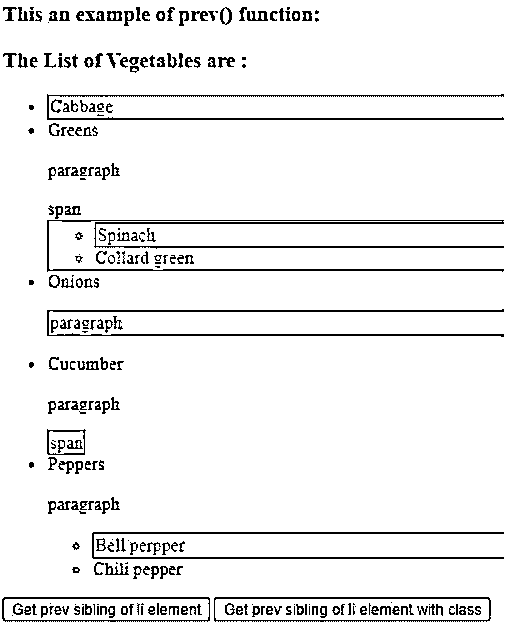 This an example of prev() function:
The List of Vegetables are :
Cabbage
Greens
paragraph
span
Spinach
Collard green
Onions
paragraph
Cucumber
paragraph
span
Peppers
paragraph
Bell perpper
Chili pepper
Get prev sibling of li element Get prev sibling of li element with class